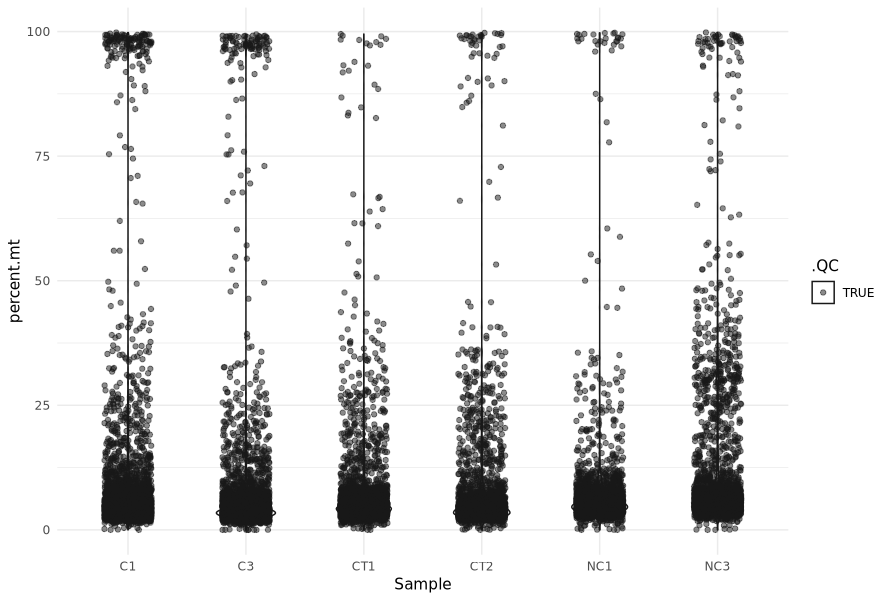 100
75
50
25
0
percent.mt
C1 C3 CT1 CT2 NC1 NC3
Sample
.QC
TRUE